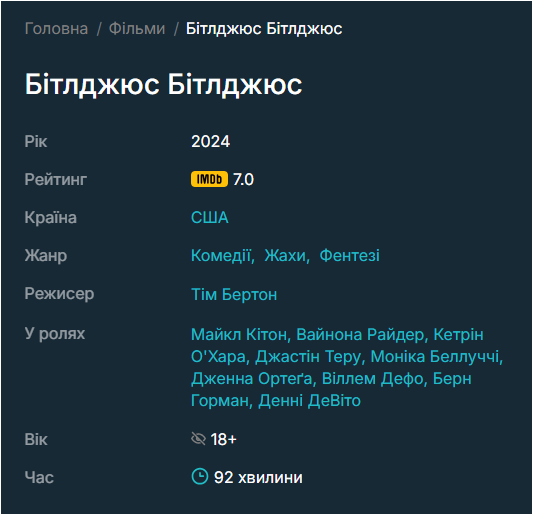 Головна / Фільми / Бітлджюс Бітлджюс
Бітлджюс Бітлджюс
Рік 2024
Рейтинг IMDb 7.0
Країна США
Жанр Комедії, Жахи, Фентезі
Режисер Тім Бертон
У ролях Майкл Кітон, Вайнона Райдер, Кетрін
О'Хара, Джастін Теру, Моніка Беллуччі,
Дженна Ортеґа, Віллем Дефо, Берн
Горман, Денні ДеВіто
Вік 18+
Час 92 хвилини